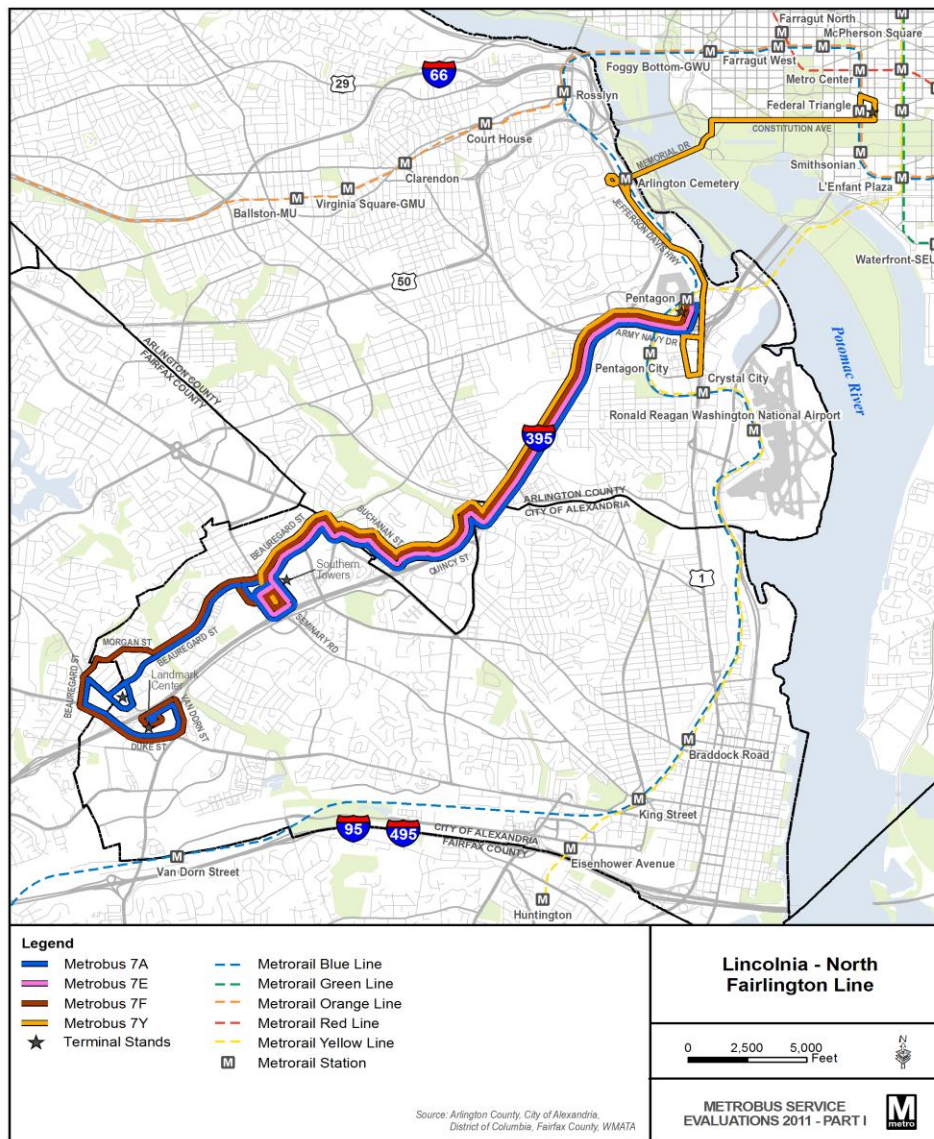 Farragut North
McPherson Square
66
29
Foggy Bottom-GWU
Farragut West
Metro Center
Rosslyn
Federal Triangle
CONSTITUTION AVE
Court House
MEMORIAL DR
Smithsonian
Clarendon
Arlington Cemetery
L'Enfant Plaza
Virginia Square-GMU
Ballston-MU
JEFFERSON DAVIS HWY
Waterfront-SEU
50
Pentagon
ARMY NAVY DR
Potomac River
ARLINGTON COUNTY
FAIRFAX COUNTY
Pentagon City
Crystal City
Ronald Reagan Washington National Airport
395
ARLINGTON COUNTY
CITY OF ALEXANDRIA
BEAUREGARD ST
BUCHANAN ST
QUINCY ST
Southern
Towers
1
SEMINARY RD
MORGAN ST
BEAUREGARD ST
BEAUREGARD ST
Landmark
Center
VAN DORN ST
DUKE ST
Braddock Road
King Street
95
495
CITY OF ALEXANDRIA
FAIRFAX COUNTY
Van Dorn Street
Eisenhower Avenue
Huntington
Legend
Metrobus 7A
Metrobus 7E
Metrobus 7F
Metrobus 7Y
Terminal Stands
Metrorail Blue Line
Metrorail Green Line
Metrorail Orange Line
Metrorail Red Line
Metrorail Yellow Line
M Metrorail Station
Source: Arlington County, City of Alexandria,
District of Columbia, Fairfax County, WMATA
Lincolnia - North
Fairlington Line
0 2,500 5,000
Feet
N
METROBUS SERVICE
EVALUATIONS 2011 - PART I
M
metro